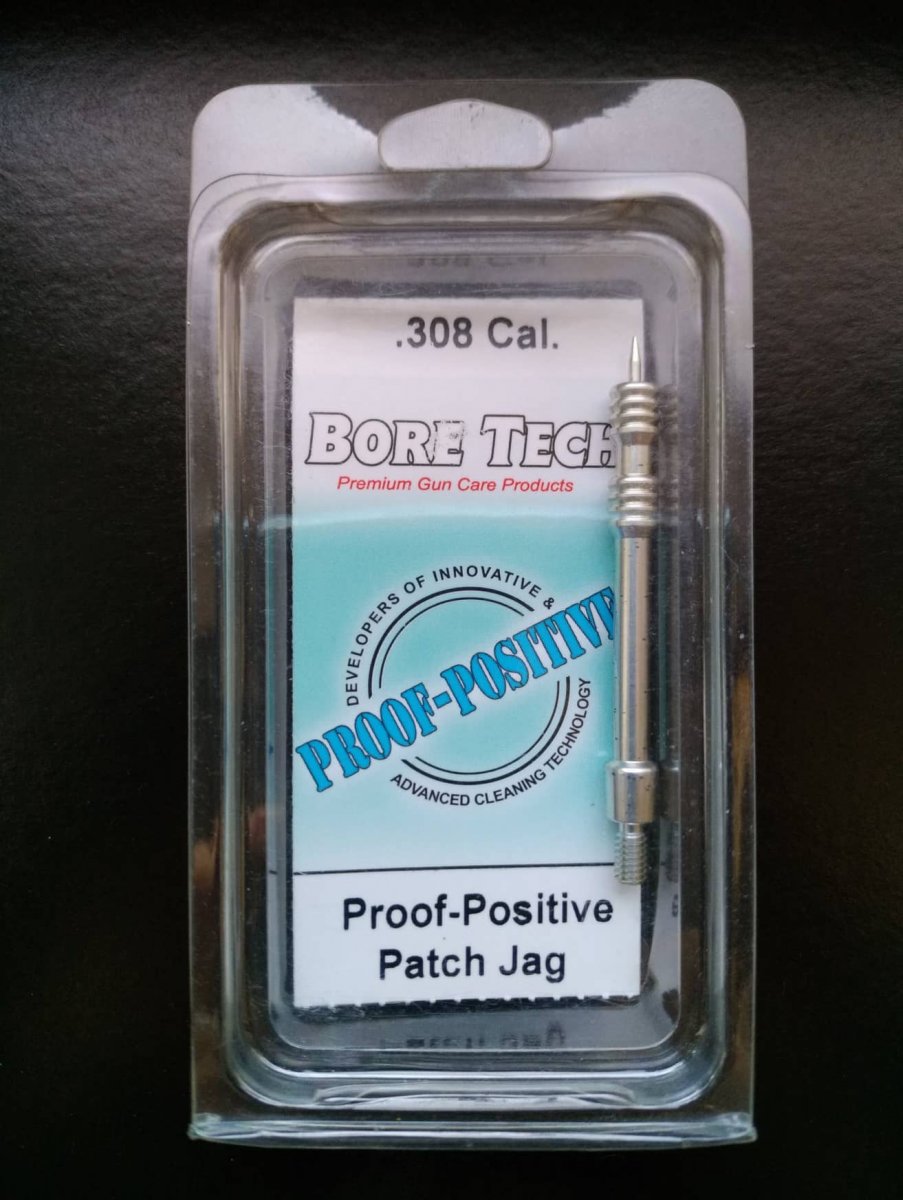 .308 Cal.
BORE TECH
Premium Gun Care Products
DEVELOPERS OF INNOVATIVE &
PROOF-POSITIVE
ADVANCED CLEANING TECHNOLOGY
Proof-Positive
Patch Jag